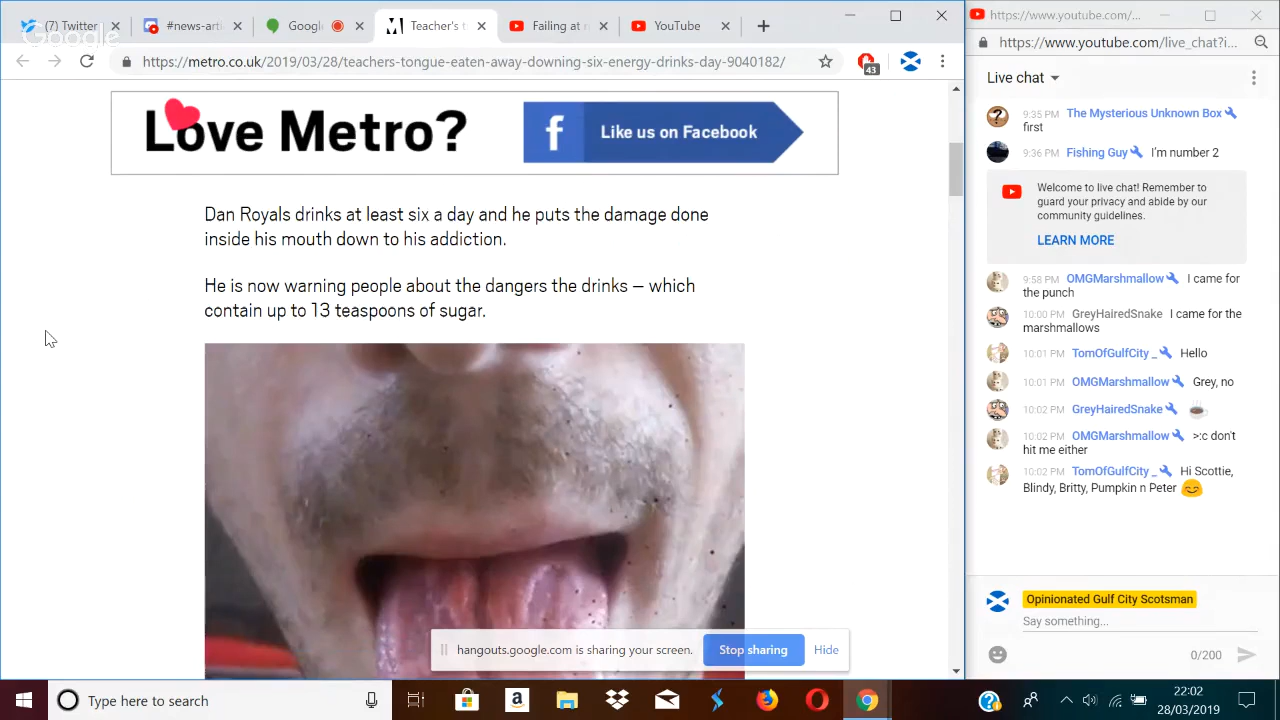 (7) Twitter
#news-arti
Googl
Teacher's t
Failing at n
YouTube
Google
https://metro.co.uk/2019/03/28/teachers-tongue-eaten-away-downing-six-energy-drinks-day-9040182/
43
Love Metro?
f
Like us on Facebook
Dan Royals drinks at least six a day and he puts the damage done
inside his mouth down to his addiction.
He is now warning people about the dangers the drinks – which
contain up to 13 teaspoons of sugar.
hangouts.google.com is sharing your screen.
Stop sharing
Hide
https://www.youtube.com/...
https://www.youtube.com/live_chat?i...
Live chat
9:35 PM The Mysterious Unknown Box
first
9:36 PM Fishing Guy I'm number 2
Welcome to live chat! Remember to
guard your privacy and abide by our
community guidelines.
LEARN MORE
9:58 PM OMGMarshmallow I came for
the punch
10:00 PM GreyHairedSnake I came for the
marshmallows
10:01 PM TomOfGulfCity _ Hello
10:01 PM OMGMarshmallow Grey, no
10:02 PM GreyHairedSnake
10:02 PM OMGMarshmallow >:c don't
hit me either
10:02 PM TomOfGulfCity _ Hi Scottie,
Blindy, Britty, Pumpkin n Peter
Opinionated Gulf City Scotsman
Say something...
0/200
Type here to search
a
22:02
28/03/2019